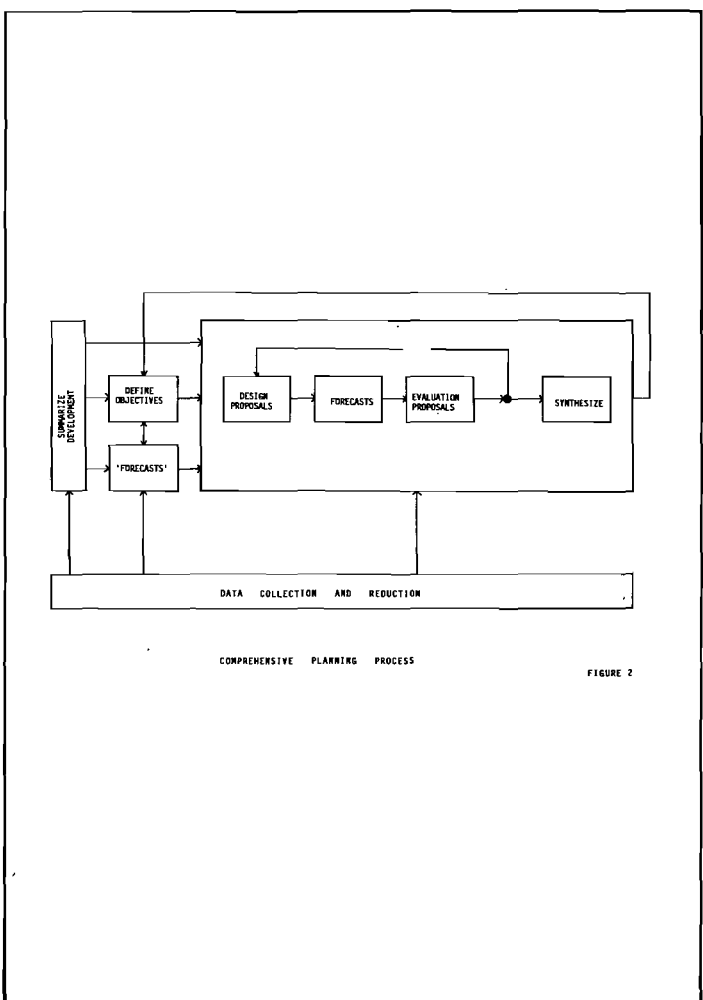 SUMMARIZE
DEVELOPMENT
DEFINE
OBJECTIVES
'FORECASTS'
DESIGN
PROPOSALS
FORECASTS
EVALUATION
PROPOSALS
SYNTHESIZE
DATA COLLECTION AND REDUCTION
COMPREHENSIVE PLANNING PROCESS
FIGURE 2